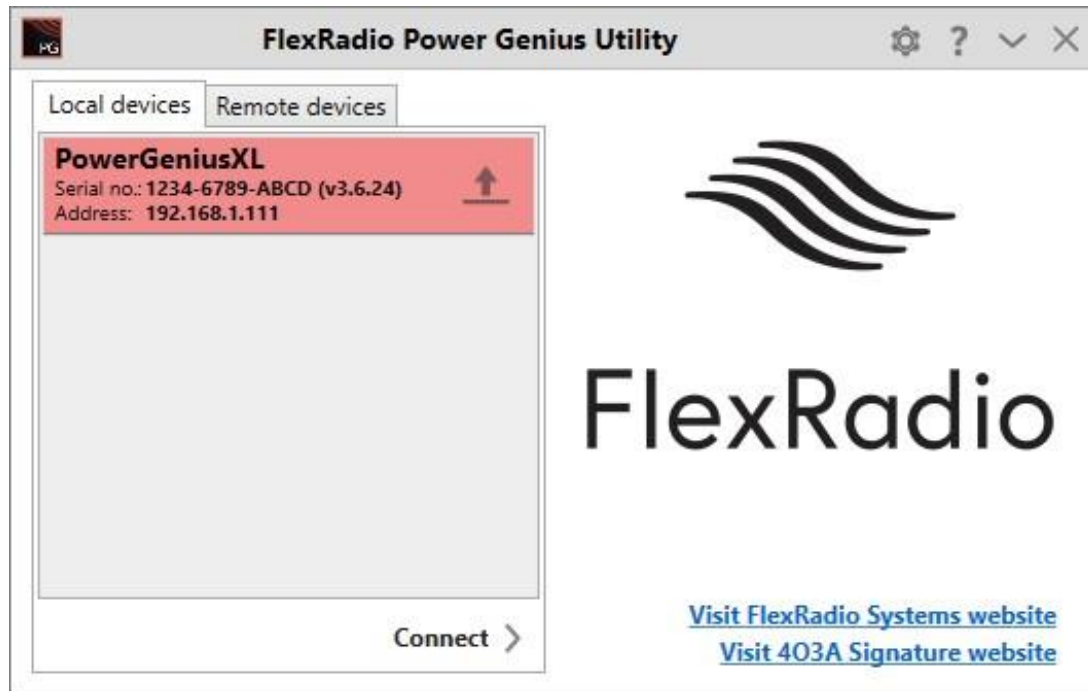 PG
FlexRadio Power Genius Utility
?
Local devices
Remote devices
PowerGeniusXL
Serial no.: 1234-6789-ABCD (v3.6.24)
Address: 192.168.1.111
FlexRadio
Connect
Visit FlexRadio Systems website
Visit 4O3A Signature website